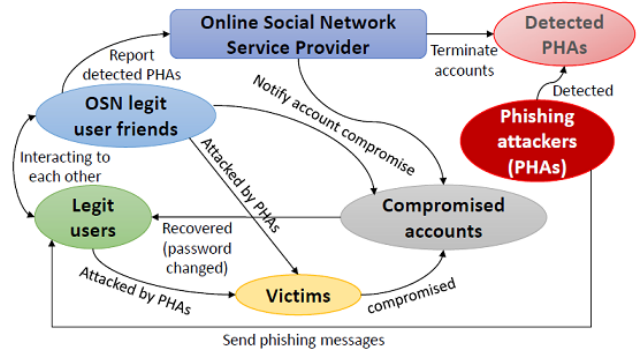 Online Social Network
Service Provider
Detected
PHAs
Terminate
accounts
Report
detected PHAs
Detected
Notify account compromise
OSN legit
user friends
Phishing
attackers
(PHAs)
Interacting to
each other
Attacked by PHAs
Legit
users
Recovered
(password
changed)
Compromised
accounts
Attacked by PHAs
Victims
compromised
Send phishing messages